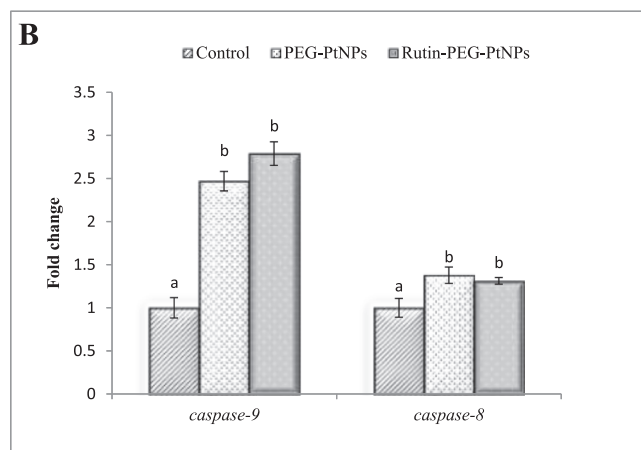 B
Control PEG-PtNPs Rutin-PEG-PtNPs
3.5
3
2.5
2
1.5
1
0.5
0
Fold change
a b b
a b b
caspase-9 caspase-8